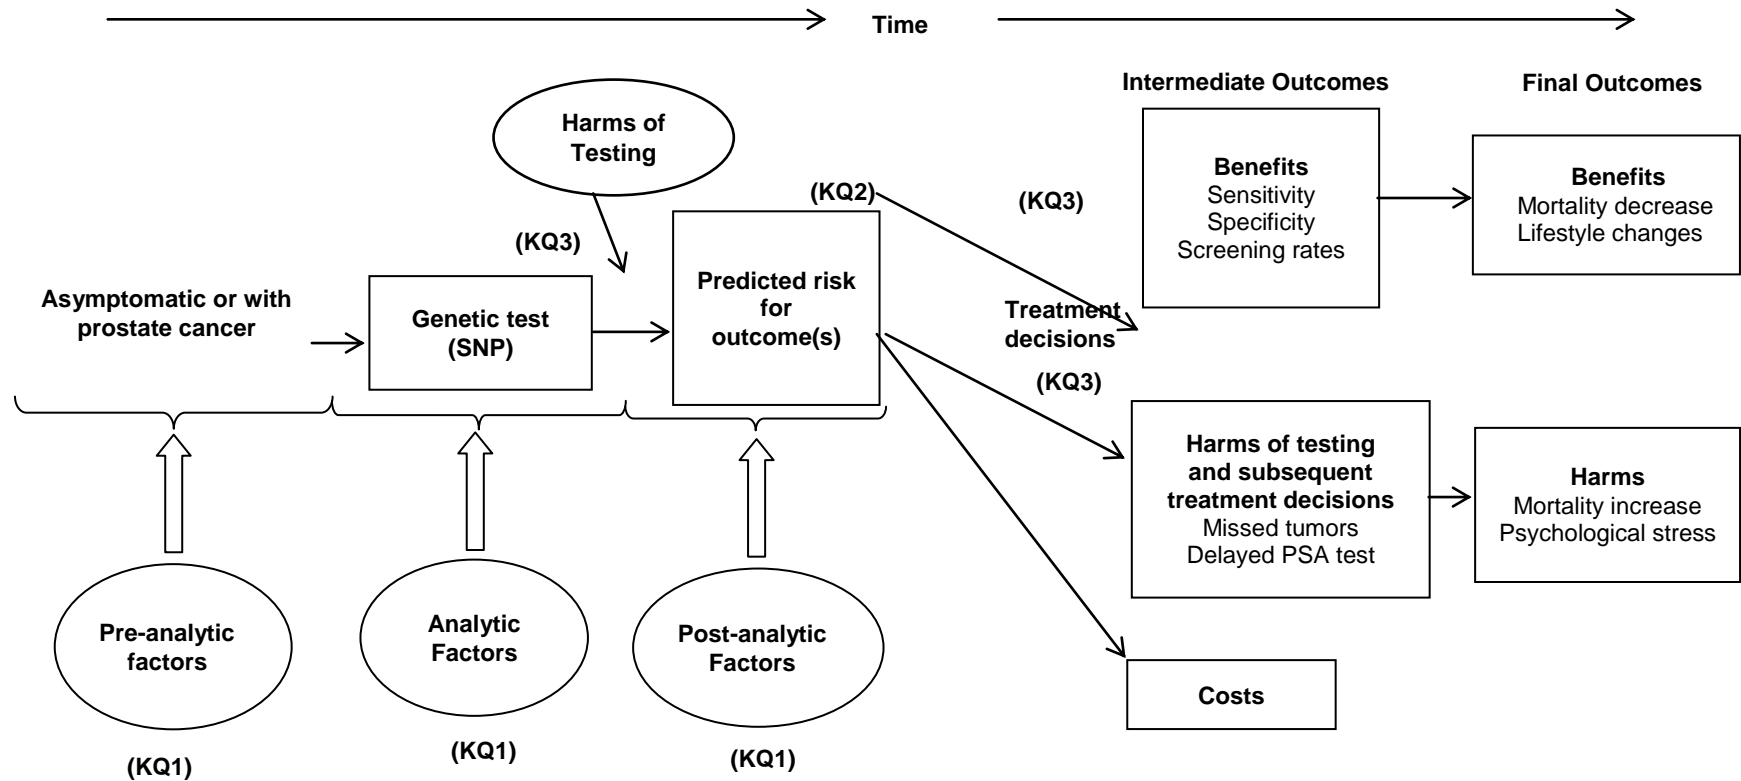 Time
Intermediate Outcomes
Final Outcomes
Harms of
Testing
Benefits
Sensitivity
Specificity
Screening rates
Benefits
Mortality decrease
Lifestyle changes
(KQ2)
(KQ3)
(KQ3)
Asymptomatic or with
prostate cancer
Genetic test
(SNP)
Predicted risk
for
outcome(s)
Treatment
decisions
(KQ3)
Harms of testing
and subsequent
treatment decisions
Missed tumors
Delayed PSA test
Harms
Mortality increase
Psychological stress
Pre-analytic
factors
Analytic
Factors
Post-analytic
Factors
Costs
(KQ1)
(KQ1)
(KQ1)